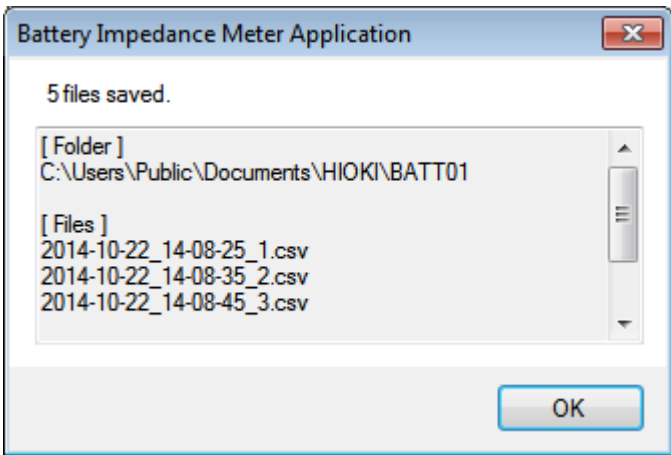 Battery Impedance Meter Application
5 files saved.
[ Folder ]
C:\Users\Public\Documents\HIOKI\BATT01
[ Files ]
2014-10-22_14-08-25_1.csv
2014-10-22_14-08-35_2.csv
2014-10-22_14-08-45_3.csv
OK